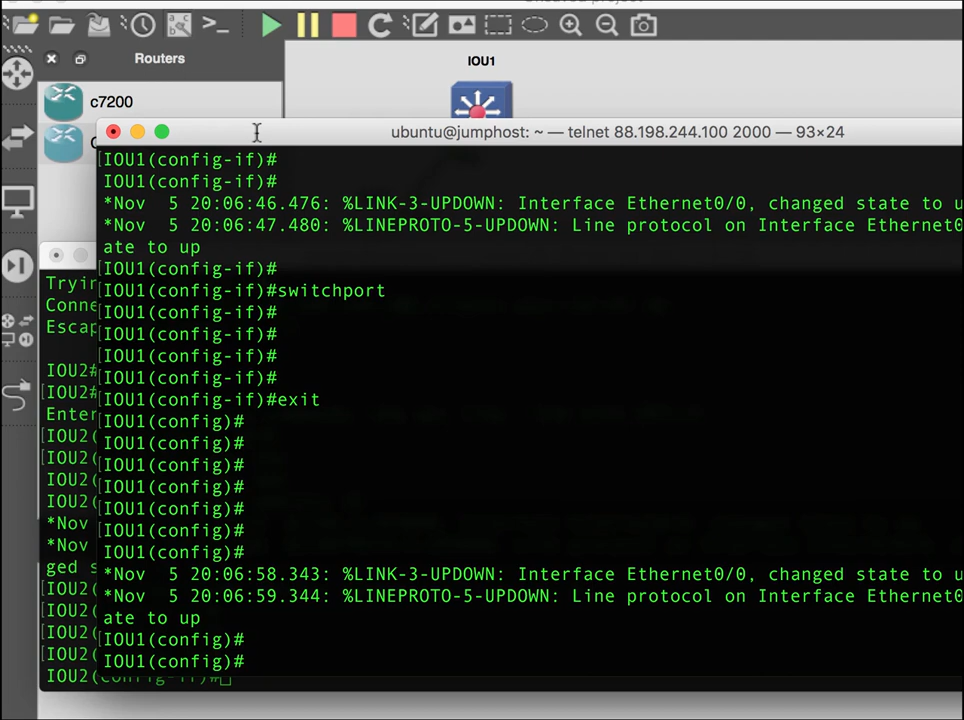 Routers
IOU1
c7200
ubuntu@jumphost: ~ — telnet 88.198.244.100 2000 — 93×24
[IOU1(config-if)#
IOU1(config-if)#
*Nov  5 20:06:46.476: %LINK-3-UPDOWN: Interface Ethernet0/0, changed state to u
*Nov  5 20:06:47.480: %LINEPROTO-5-UPDOWN: Line protocol on Interface Ethernet0
ate to up
[IOU1(config-if)#
[IOU1(config-if)#switchport
[IOU1(config-if)#
[IOU1(config-if)#
[IOU1(config-if)#
[IOU1(config-if)#
[IOU1(config-if)#exit
[IOU1(config)#
[IOU1(config)#
[IOU1(config)#
[IOU1(config)#
[IOU1(config)#
[IOU1(config)#
IOU1(config)#
*Nov  5 20:06:58.343: %LINK-3-UPDOWN: Interface Ethernet0/0, changed state to u
*Nov  5 20:06:59.344: %LINEPROTO-5-UPDOWN: Line protocol on Interface Ethernet0
ate to up
[IOU1(config)#
IOU1(config)#
Tryin
Conne
Escap
IOU2#
[IOU2#
Enter
[IOU2(
[IOU2(
IOU2(
IOU2(
*Nov
*Nov
ged s
[IOU2(
[IOU2(
[IOU2(
[IOU2(
IOU2(config-if)#